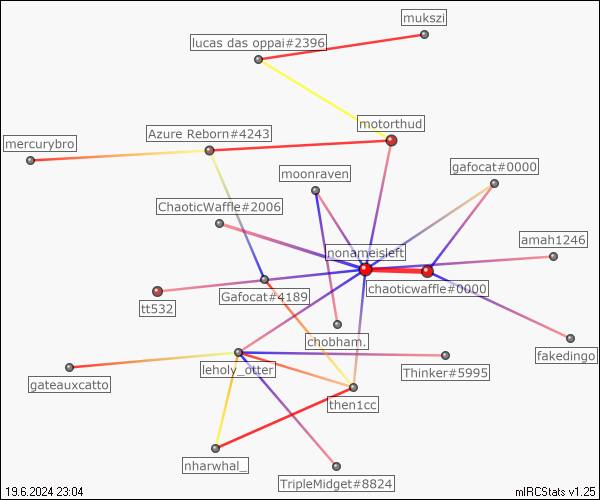 mukszi
lucas das oppai#2396
motorthud
Azure Reborn#4243
mercurybro
gafocat#0000
moonraven
ChaoticWaffle#2006
amah1246
nonameisleft
chaoticwaffle#0000
Gafocat#4189
tt532
chobham.
fakedingo
leholy_otter
Thinker#5995
gateauxcatto
then1cc
nharwhal_
TripleMidget#8824
19.6.2024 23:04
mIRCStats v1.25